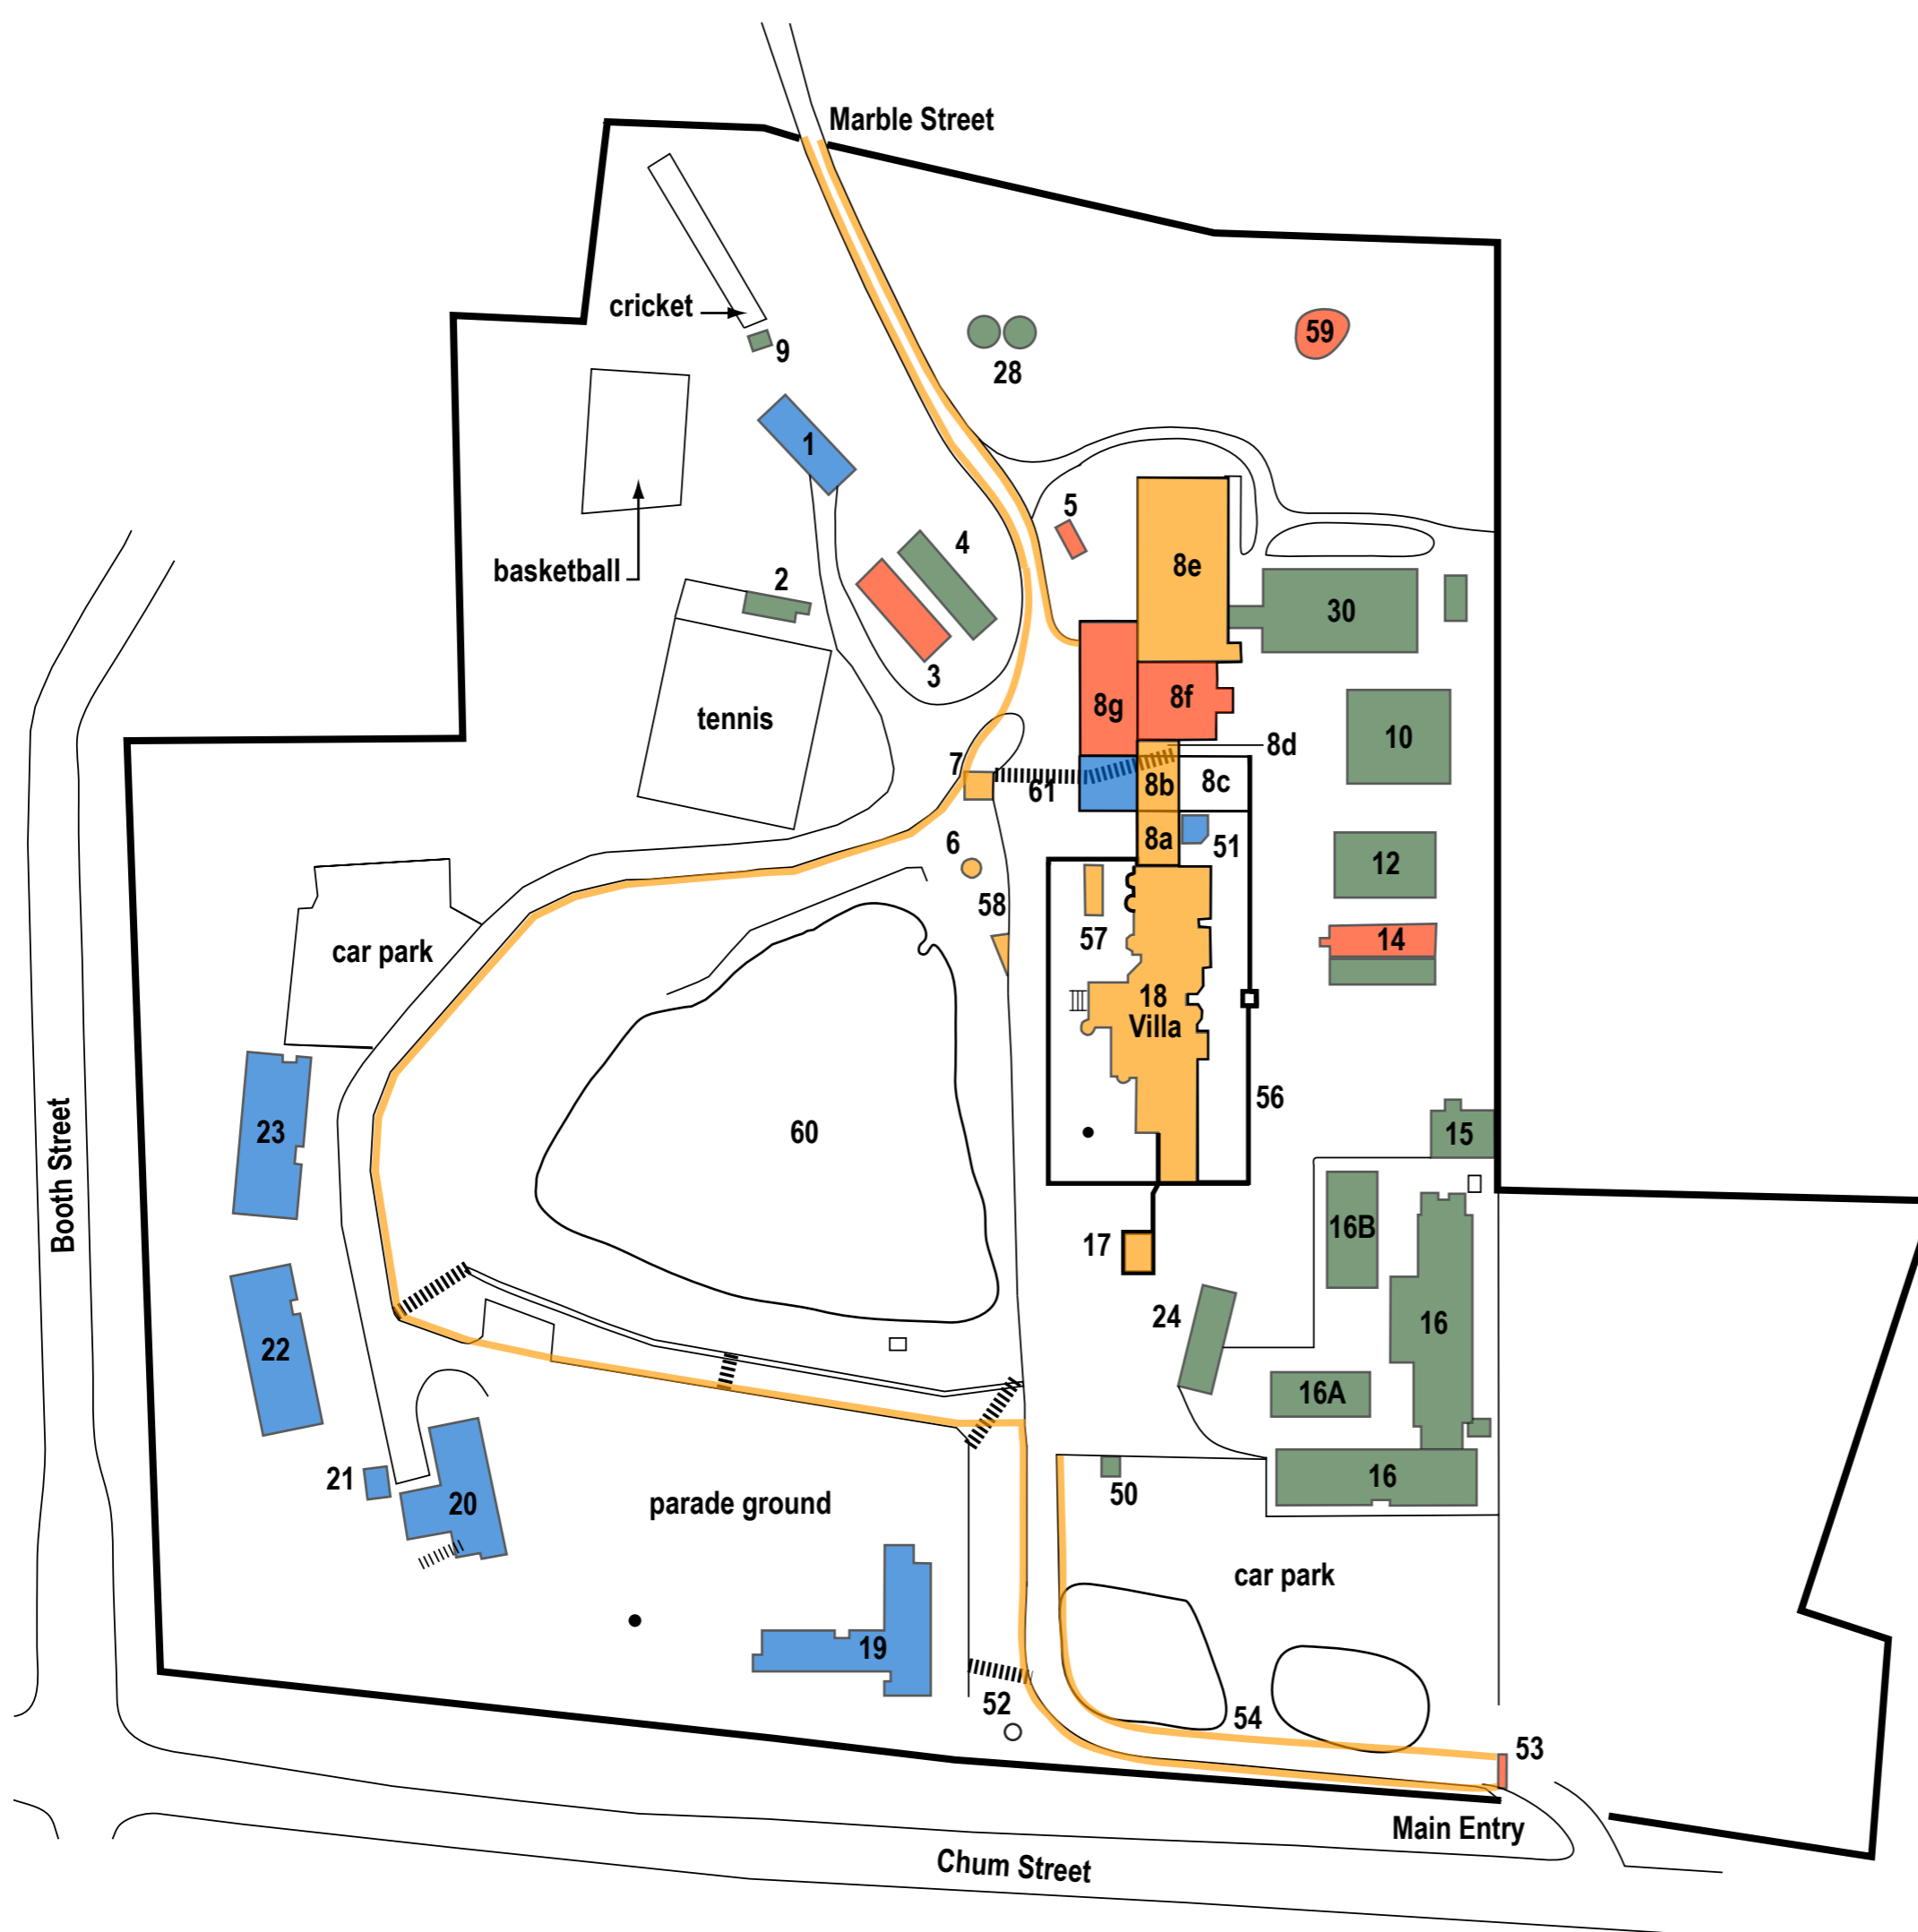 Marble Street
cricket
9
28
59
1
basketball
5
4
8e
2
3
30
tennis
8g
8f
10
8d
7
61
8b
8c
6
8a
51
12
58
57
14
car park
18
Villa
56
23
60
15
Booth Street
16B
17
24
16
22
16A
21
20
parade ground
50
16
car park
19
52
54
53
Main Entry
Chum Street